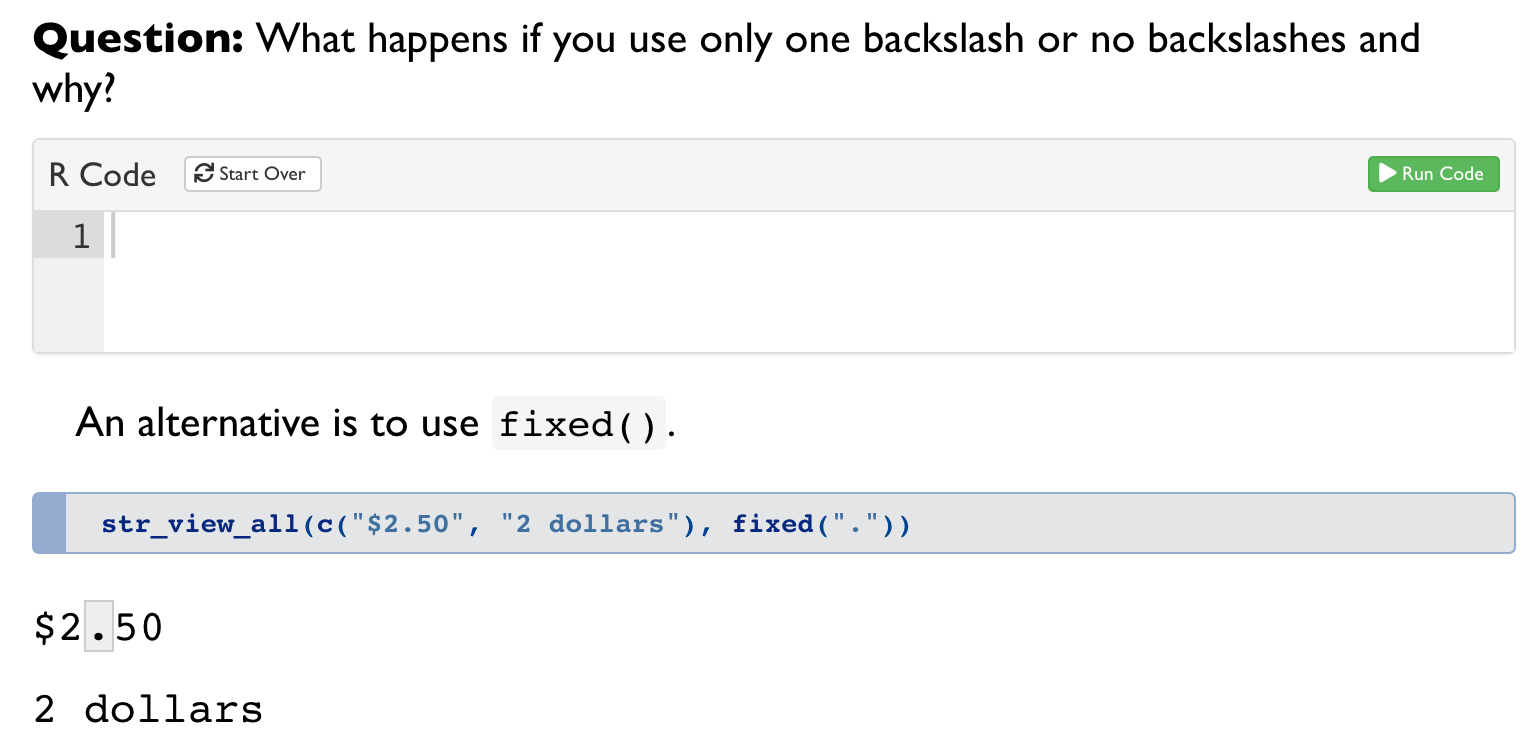 Question: What happens if you use only one backslash or no backslashes and
why?
R Code Start Over Run Code
1
An alternative is to use fixed().
str_view_all(c("$2.50", "2 dollars"), fixed("."))
$2.50
2 dollars